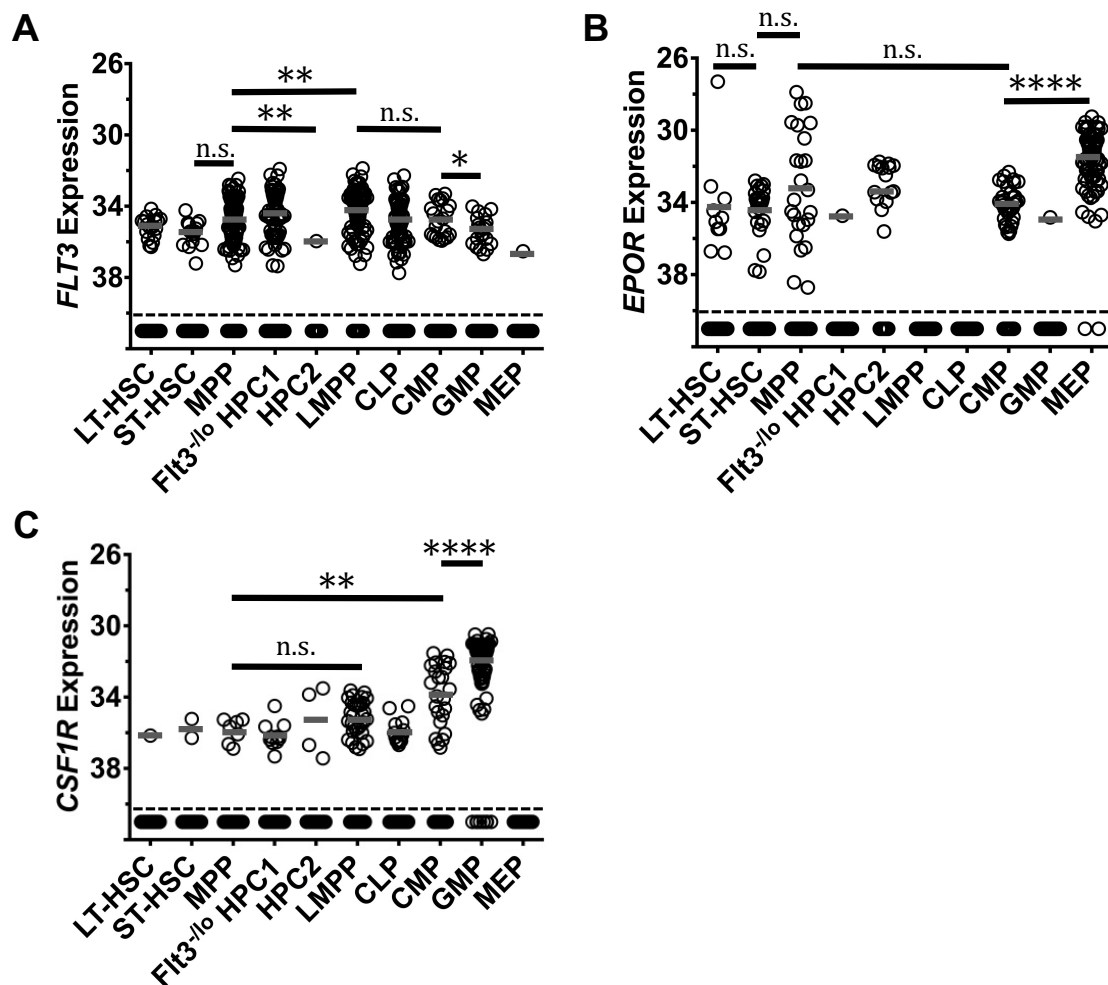 A
FLT3 Expression
26
30
34
38
**
**
n.s.
n.s.
*
LT-HSC
ST-HSC
MPP
Flt3-/lo HPC1
HPC2
LMPP
CLP
CMP
GMP
MEP
B
EPOR Expression
26
30
34
38
n.s.
n.s.
n.s.
****
LT-HSC
ST-HSC
MPP
Flt3-/lo HPC1
HPC2
LMPP
CLP
CMP
GMP
MEP
C
CSF1R Expression
26
30
34
38
****
**
n.s.
LT-HSC
ST-HSC
MPP
Flt3-/lo HPC1
HPC2
LMPP
CLP
CMP
GMP
MEP